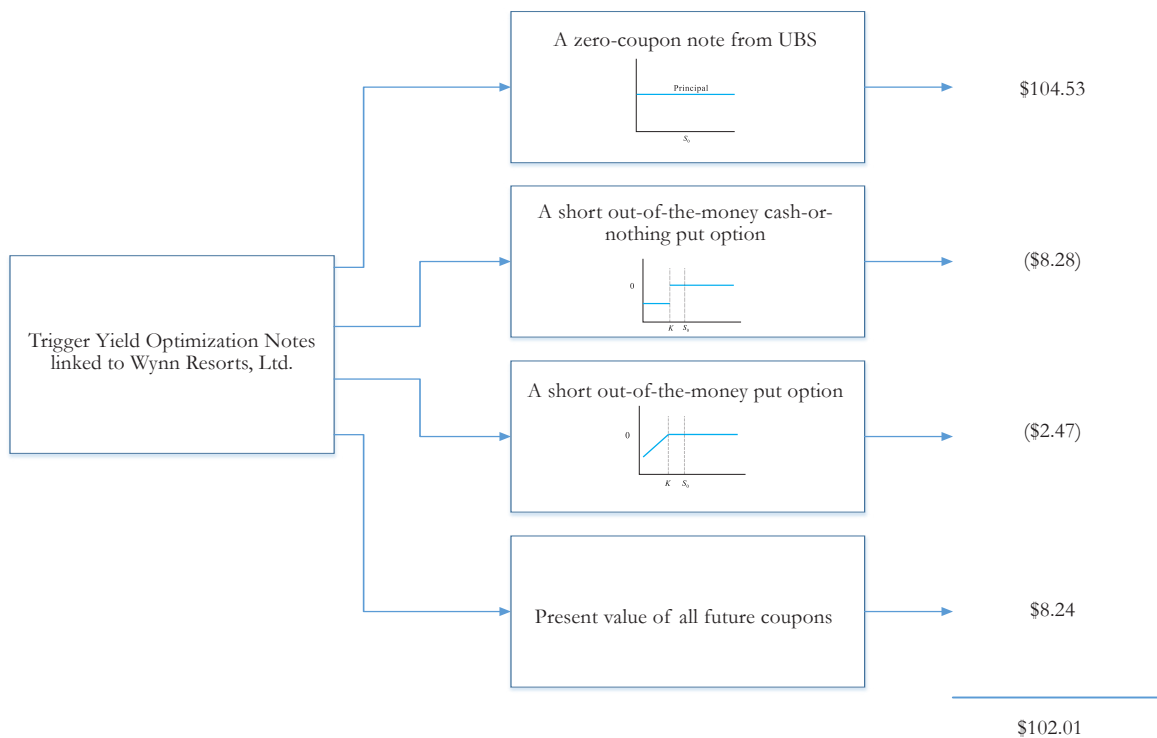 A zero-coupon note from UBS
Principal
S₀
$104.53
A short out-of-the-money cash-or-
nothing put option
0
K S₀
($8.28)
Trigger Yield Optimization Notes
linked to Wynn Resorts, Ltd.
A short out-of-the-money put option
0
K S₀
($2.47)
Present value of all future coupons
$8.24
$102.01